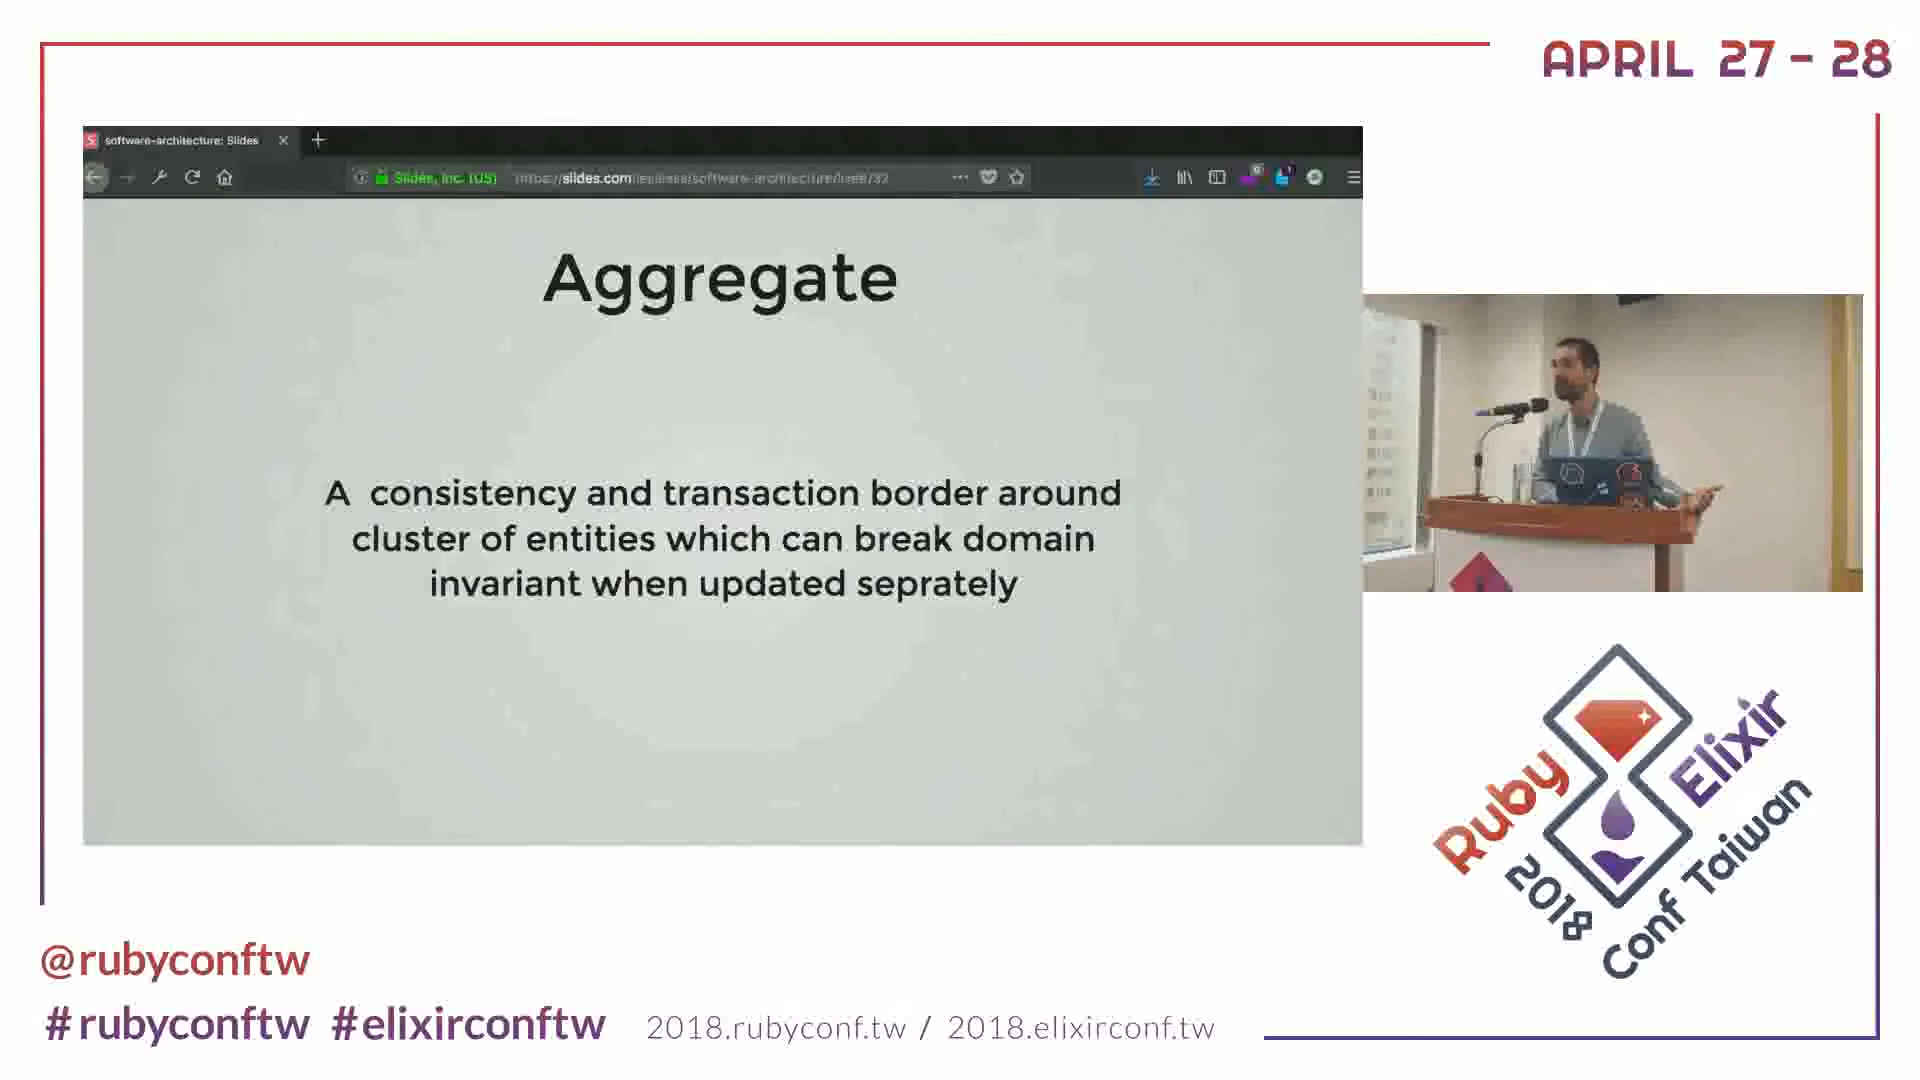 APRIL 27 - 28
software-architecture: Slides
Slides, Inc. (US) https://slides.com
Aggregate
A consistency and transaction border around
cluster of entities which can break domain
invariant when updated seprately
Ruby
Elixir
2018
Conf Taiwan
@rubyconftw
#rubyconftw #elixirconftw 2018.rubyconf.tw / 2018.elixirconf.tw